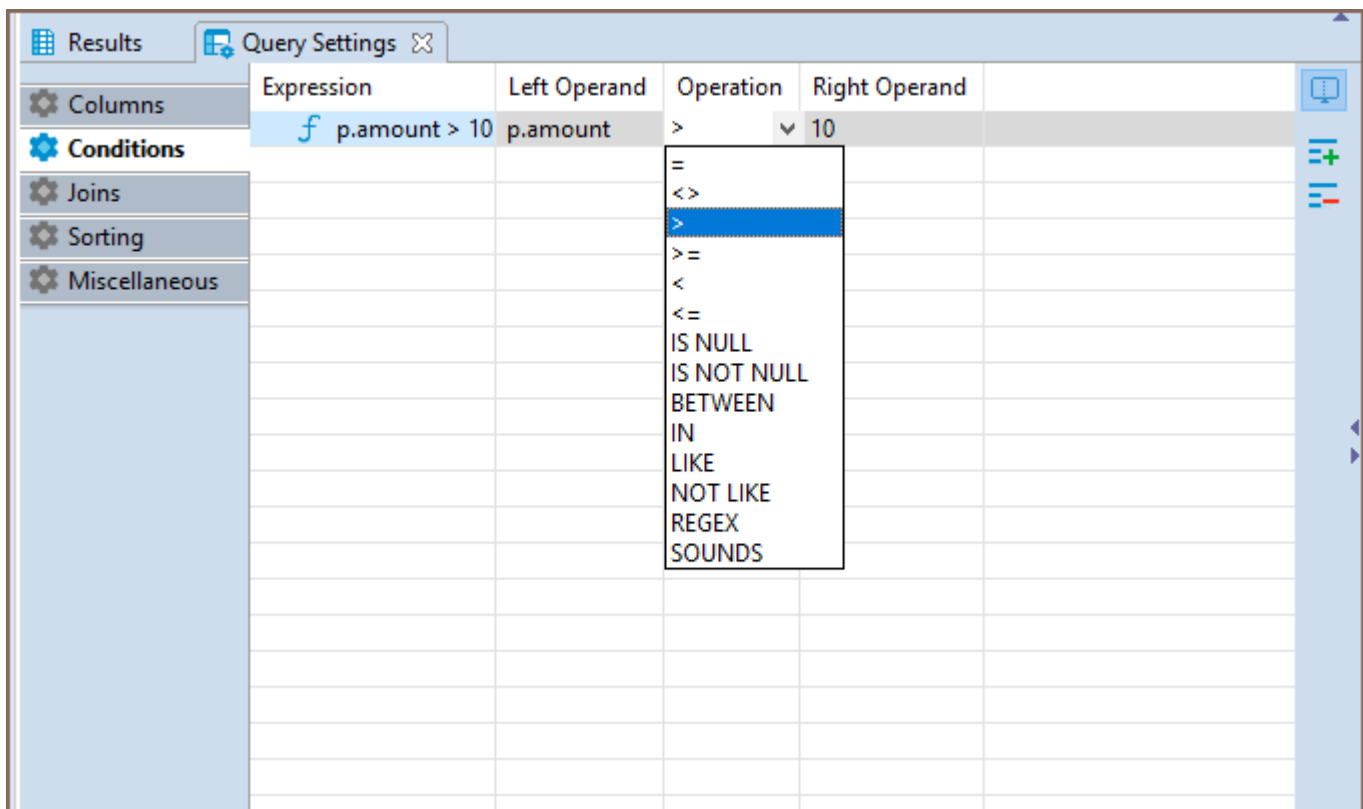 Results Query Settings
Expression Left Operand Operation Right Operand
Columns
f p.amount > 10 p.amount > 10
Conditions
=
Joins
<>
>
Sorting
>=
Miscellaneous
<
<=
IS NULL
IS NOT NULL
BETWEEN
IN
LIKE
NOT LIKE
REGEX
SOUNDS